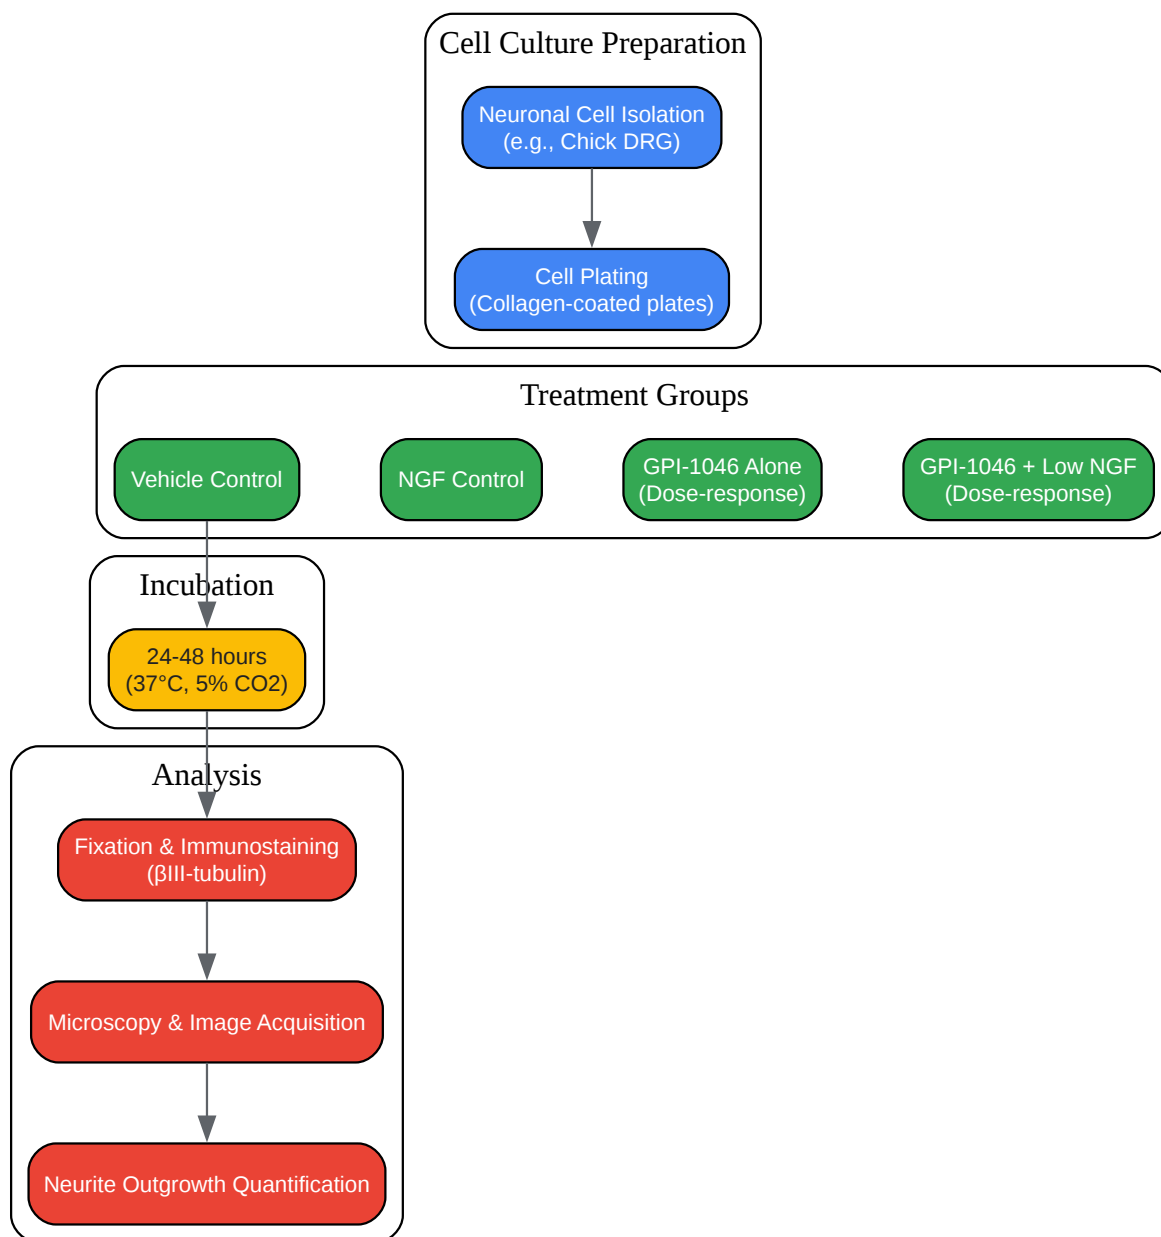 Cell Culture Preparation
Neuronal Cell Isolation
(e.g., Chick DRG)
Cell Plating
(Collagen-coated plates)
Treatment Groups
Vehicle Control
NGF Control
GPI-1046 Alone
(Dose-response)
GPI-1046 + Low NGF
(Dose-response)
Incubation
24-48 hours
(37°C, 5% CO2)
Analysis
Fixation & Immunostaining
(βIII-tubulin)
Microscopy & Image Acquisition
Neurite Outgrowth Quantification